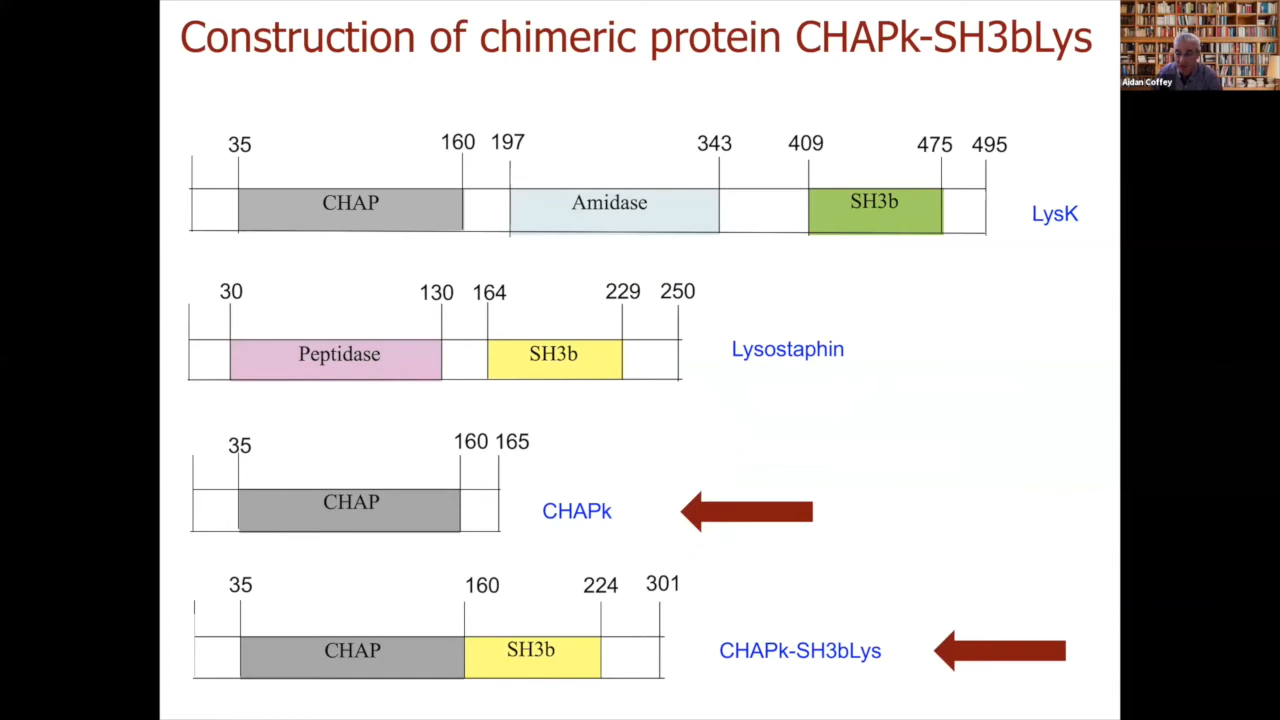 Construction of chimeric protein CHAPk-SH3bLys
Aidan Coffey
35 160 197 343 409 475 495
CHAP Amidase SH3b
LysK
30 130 164 229 250
Peptidase SH3b
Lysostaphin
35 160 165
CHAP
CHAPk
35 160 224 301
CHAP SH3b
CHAPk-SH3bLys